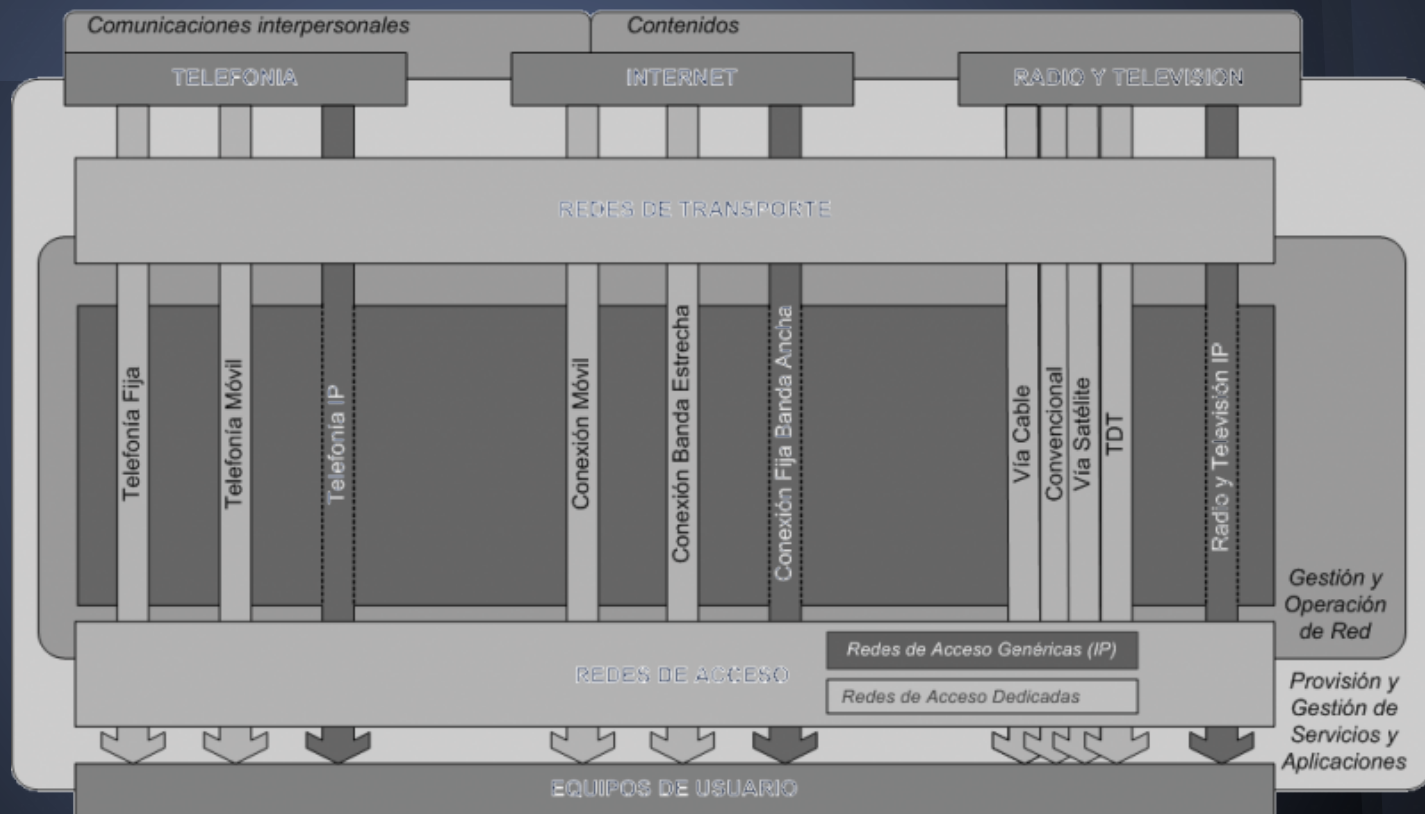 Comunicaciones interpersonales
Contenidos
TELEFONIA
INTERNET
RADIO Y TELEVISION
REDES DE TRANSPORTE
Telefonía Fija
Telefonía Móvil
Telefonía IP
Conexión Móvil
Conexión Banda Estrecha
Conexión Fija Banda Ancha
Vía Cable
Convencional
Vía Satélite
TDT
Radio y Televisión IP
Gestión y
Operación
de Red
REDES DE ACCESO
Redes de Acceso Genéricas (IP)
Redes de Acceso Dedicadas
Provisión y
Gestión de
Servicios y
Aplicaciones
EQUIPOS DE USUARIO